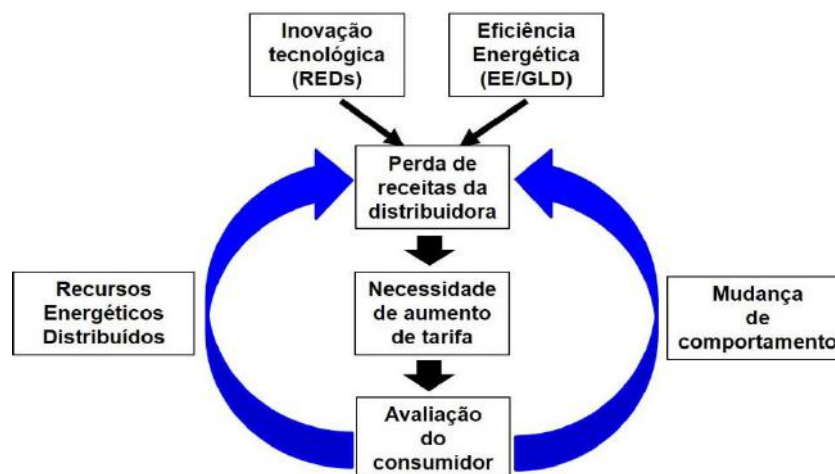 Inovação
tecnológica
(REDs)
Eficiência
Energética
(EE/GLD)
Perda de
receitas da
distribuidora
Recursos
Energéticos
Distribuídos
Necessidade
de aumento
de tarifa
Mudança
de
comportamento
Avaliação
do
consumidor